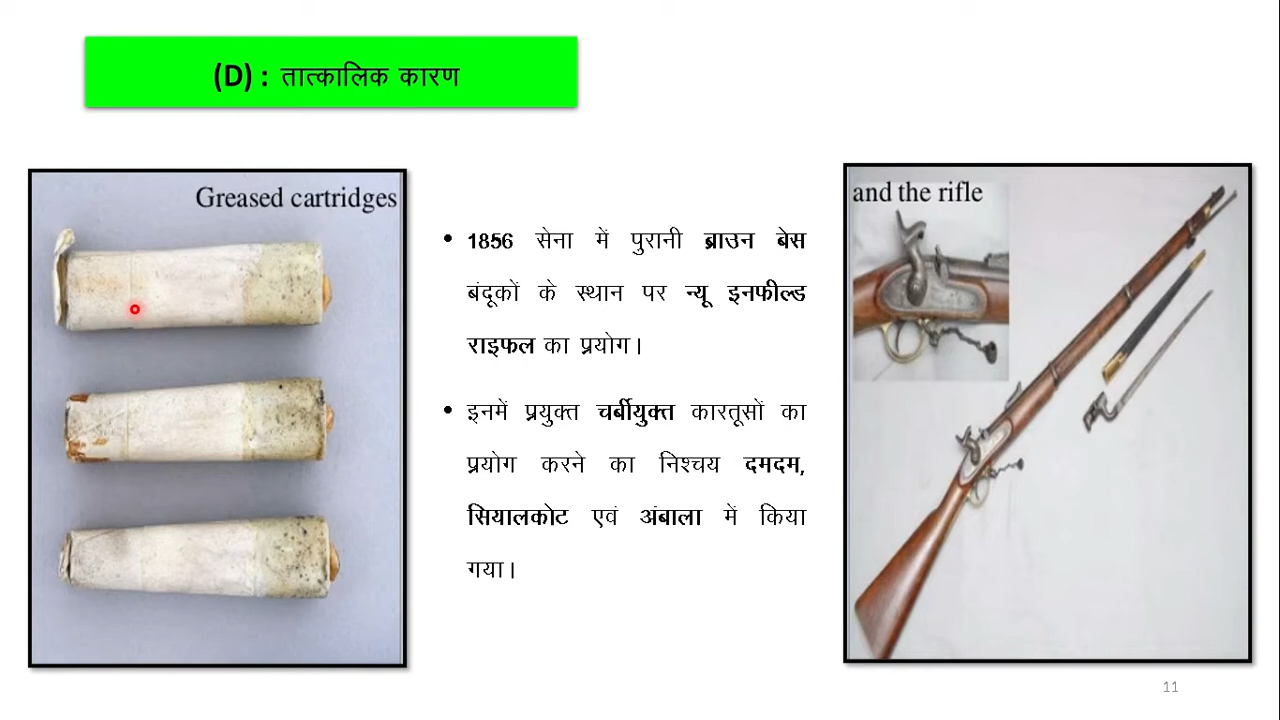 (D) : तात्कालिक कारण
Greased cartridges
• 1856 सेना में पुरानी ब्राउन बेस
बंदूकों के स्थान पर न्यू इनफील्ड
राइफल का प्रयोग।
• इनमें प्रयुक्त चर्बीयुक्त कारतूसों का
प्रयोग करने का निश्चय दमदम,
सियालकोट एवं अंबाला में किया
गया।
and the rifle
11